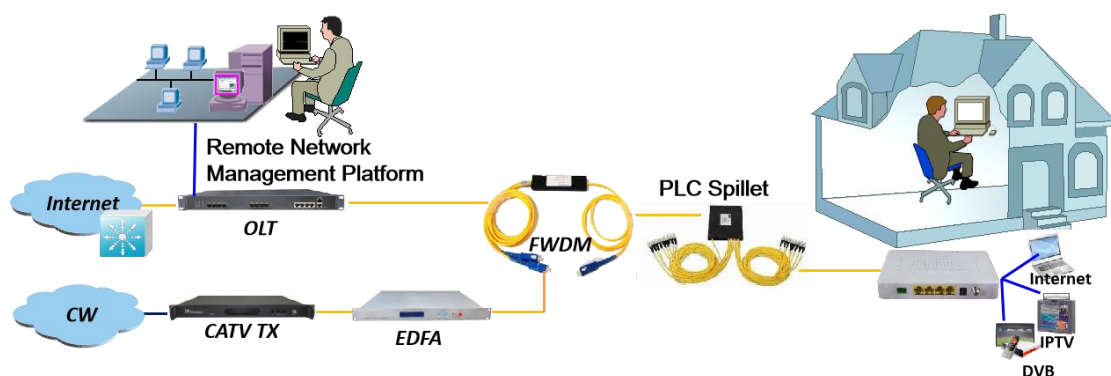 Remote Network
Management Platform
Internet
OLT
FWDM
PLC Spillet
CW
CATV TX
EDFA
Internet
IPTV
DVB